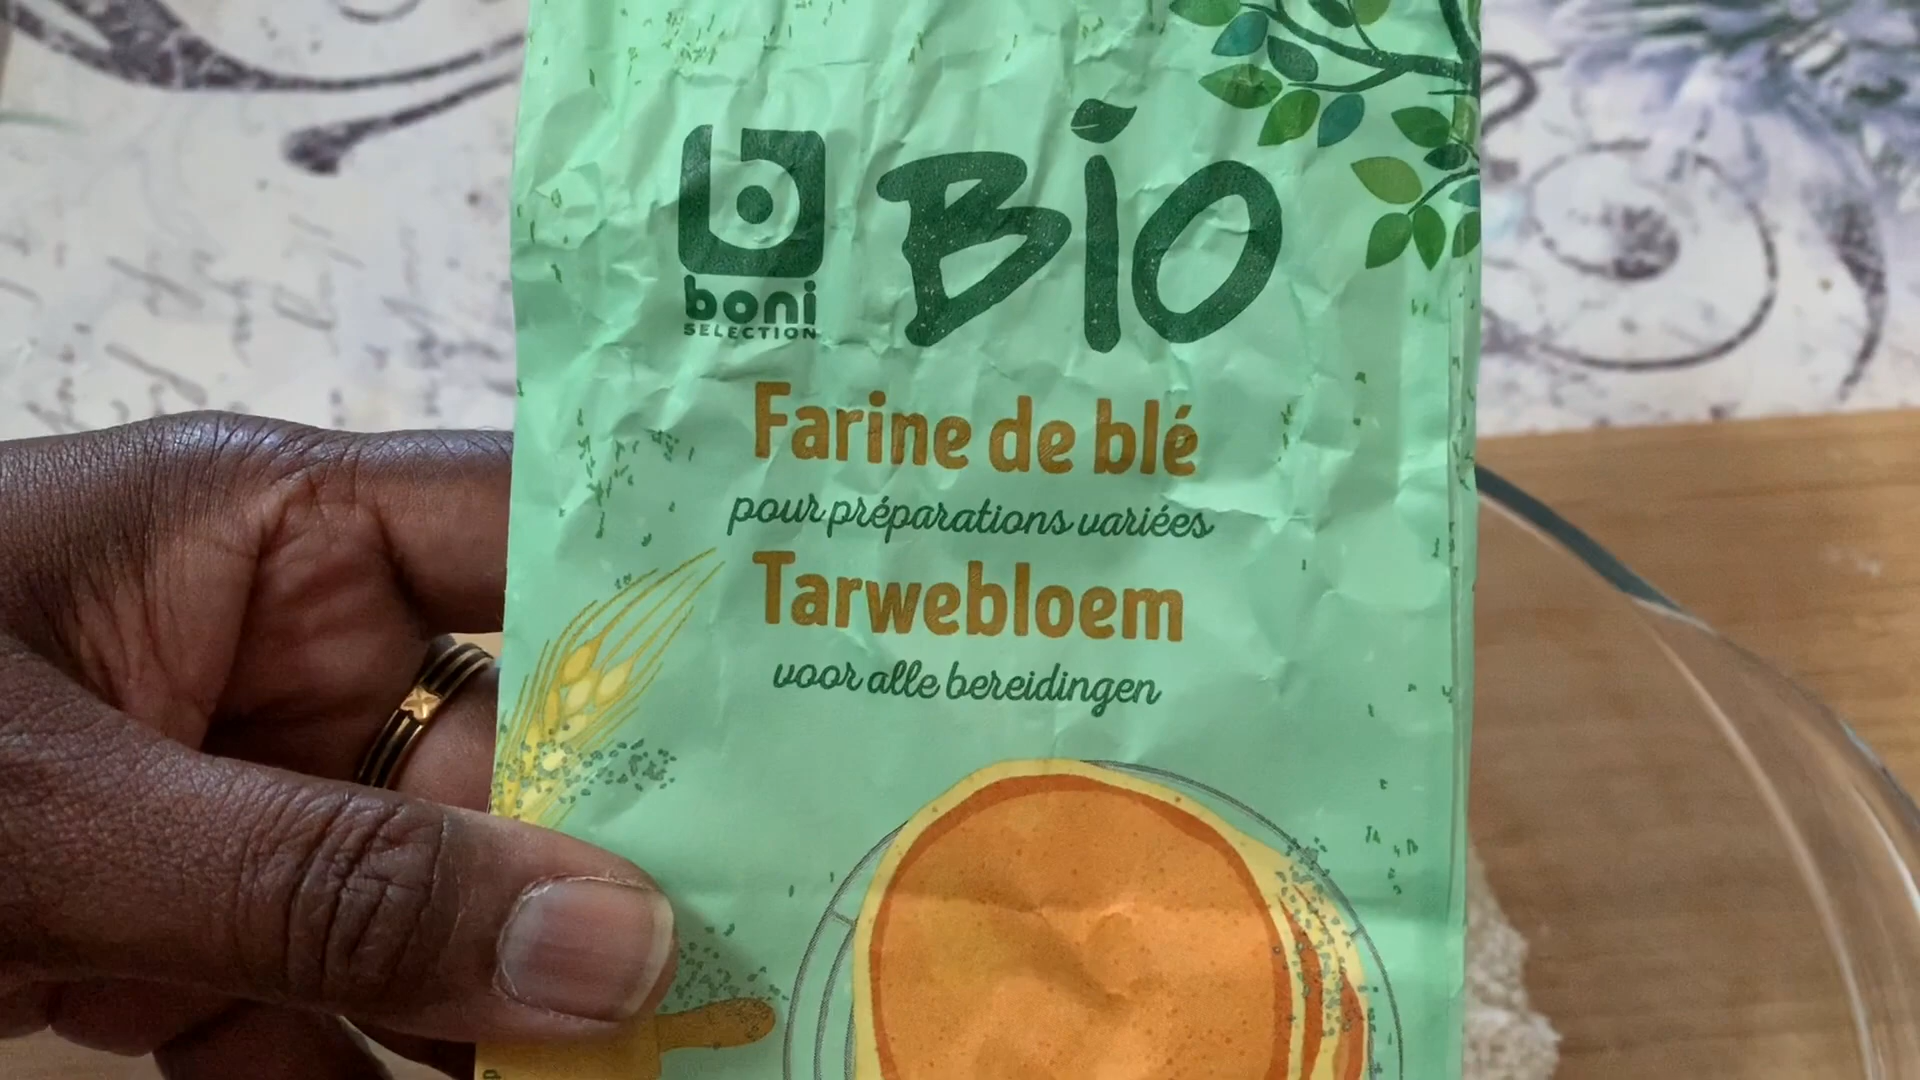 boni
SELECTION
BIO
Farine de blé
pour préparations variées
Tarwebloem
voor alle bereidingen